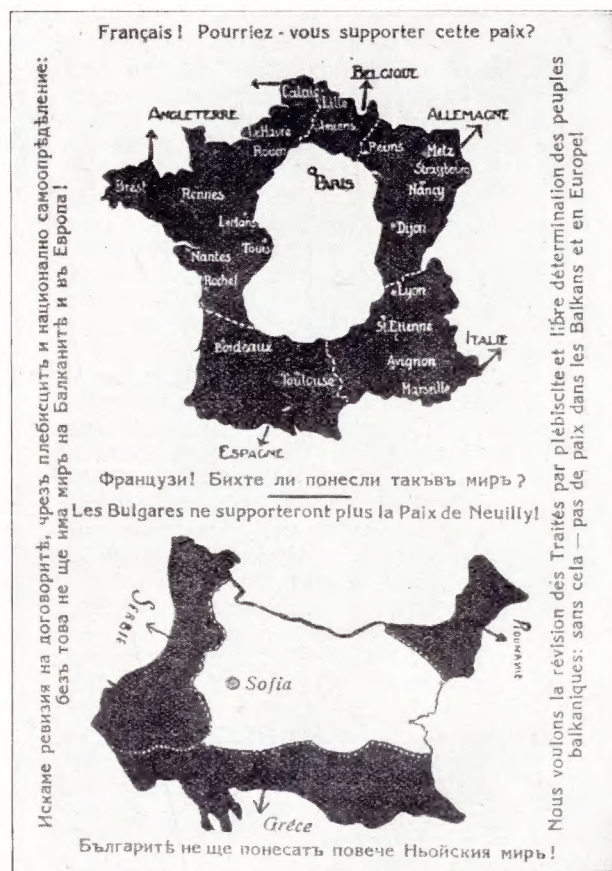 Français! Pourriez-vous supporter cette paix?
Искаме ревизия на договоритѣ, чрезъ плебисцитъ и национално самоопрѣдѣление:
безъ това не ще има миръ на Балканитѣ и въ Европа!
BELGIQUE
ANGLETERRE
ALLEMAGNE
Calais
Lille
Amiens
LeHavre
Rouen
Reims
Metz
Strasbourg
PARIS
Nancy
Brest
Rennes
LeMans
Dijon
Nantes
Tours
Rochel
Lyon
St.Etienne
ITALIE
Bordeaux
Avignon
Toulouse
Marseille
ESPAGNE
Французи! Бихте ли понесли такъвъ миръ?
Les Bulgares ne supporteront plus la Paix de Neuilly!
SERBIE
ROUMANIE
Sofia
Gréce
Българитѣ не ще понесатъ повече Ньойския миръ!
Nous voulons la révision des Traités par plébiscite et libre détermination des peuples
balkaniques: sans cela — pas de paix dans les Balkans et en Europe!